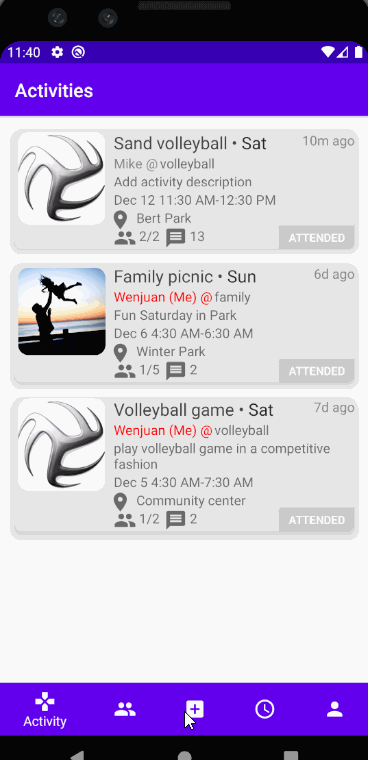 11:40
Activities
Sand volleyball • Sat
10m ago
Mike @volleyball
Add activity description
Dec 12 11:30 AM-12:30 PM
Bert Park
2/2 13
ATTENDED
Family picnic • Sun
6d ago
Wenjuan (Me) @family
Fun Saturday in Park
Dec 6 4:30 AM-6:30 AM
Winter Park
1/5 2
ATTENDED
Volleyball game • Sat
7d ago
Wenjuan (Me) @volleyball
play volleyball game in a competitive
fashion
Dec 5 4:30 AM-7:30 AM
Community center
1/2 2
ATTENDED
Activity